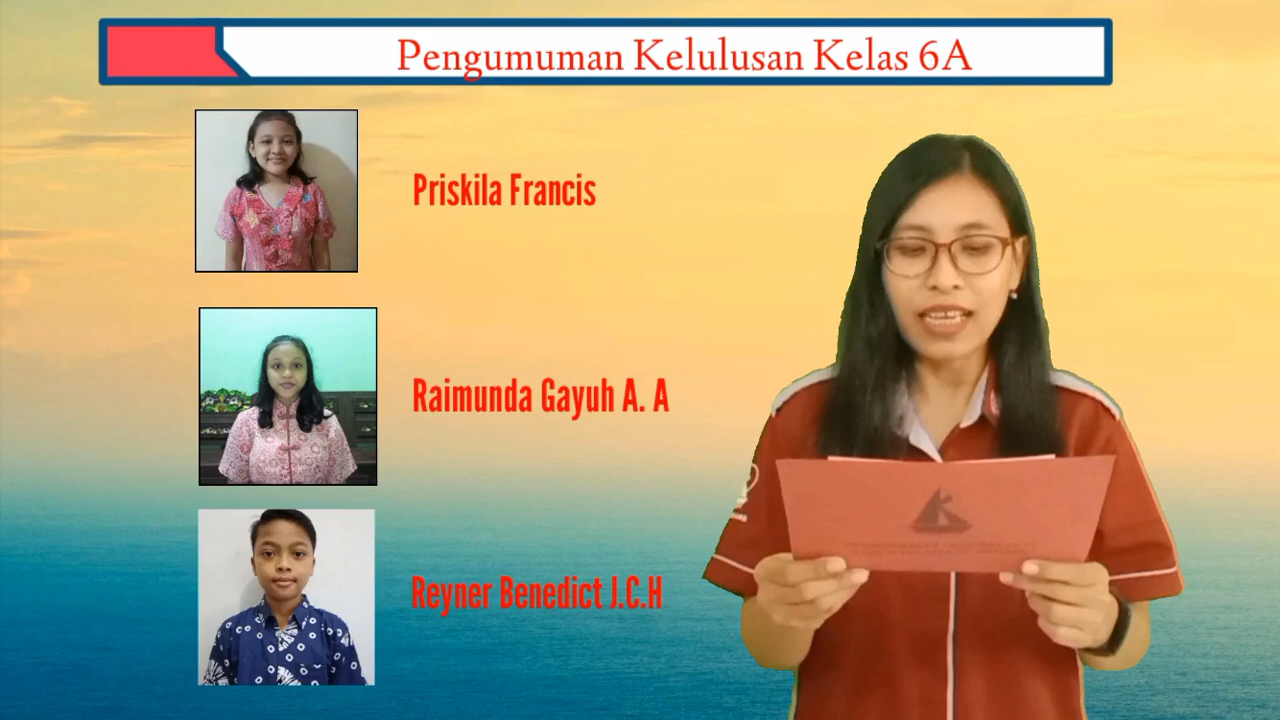 Pengumuman Kelulusan Kelas 6A
Priskila Francis
Raimunda Gayuh A. A
Reyner Benedict J.C.H